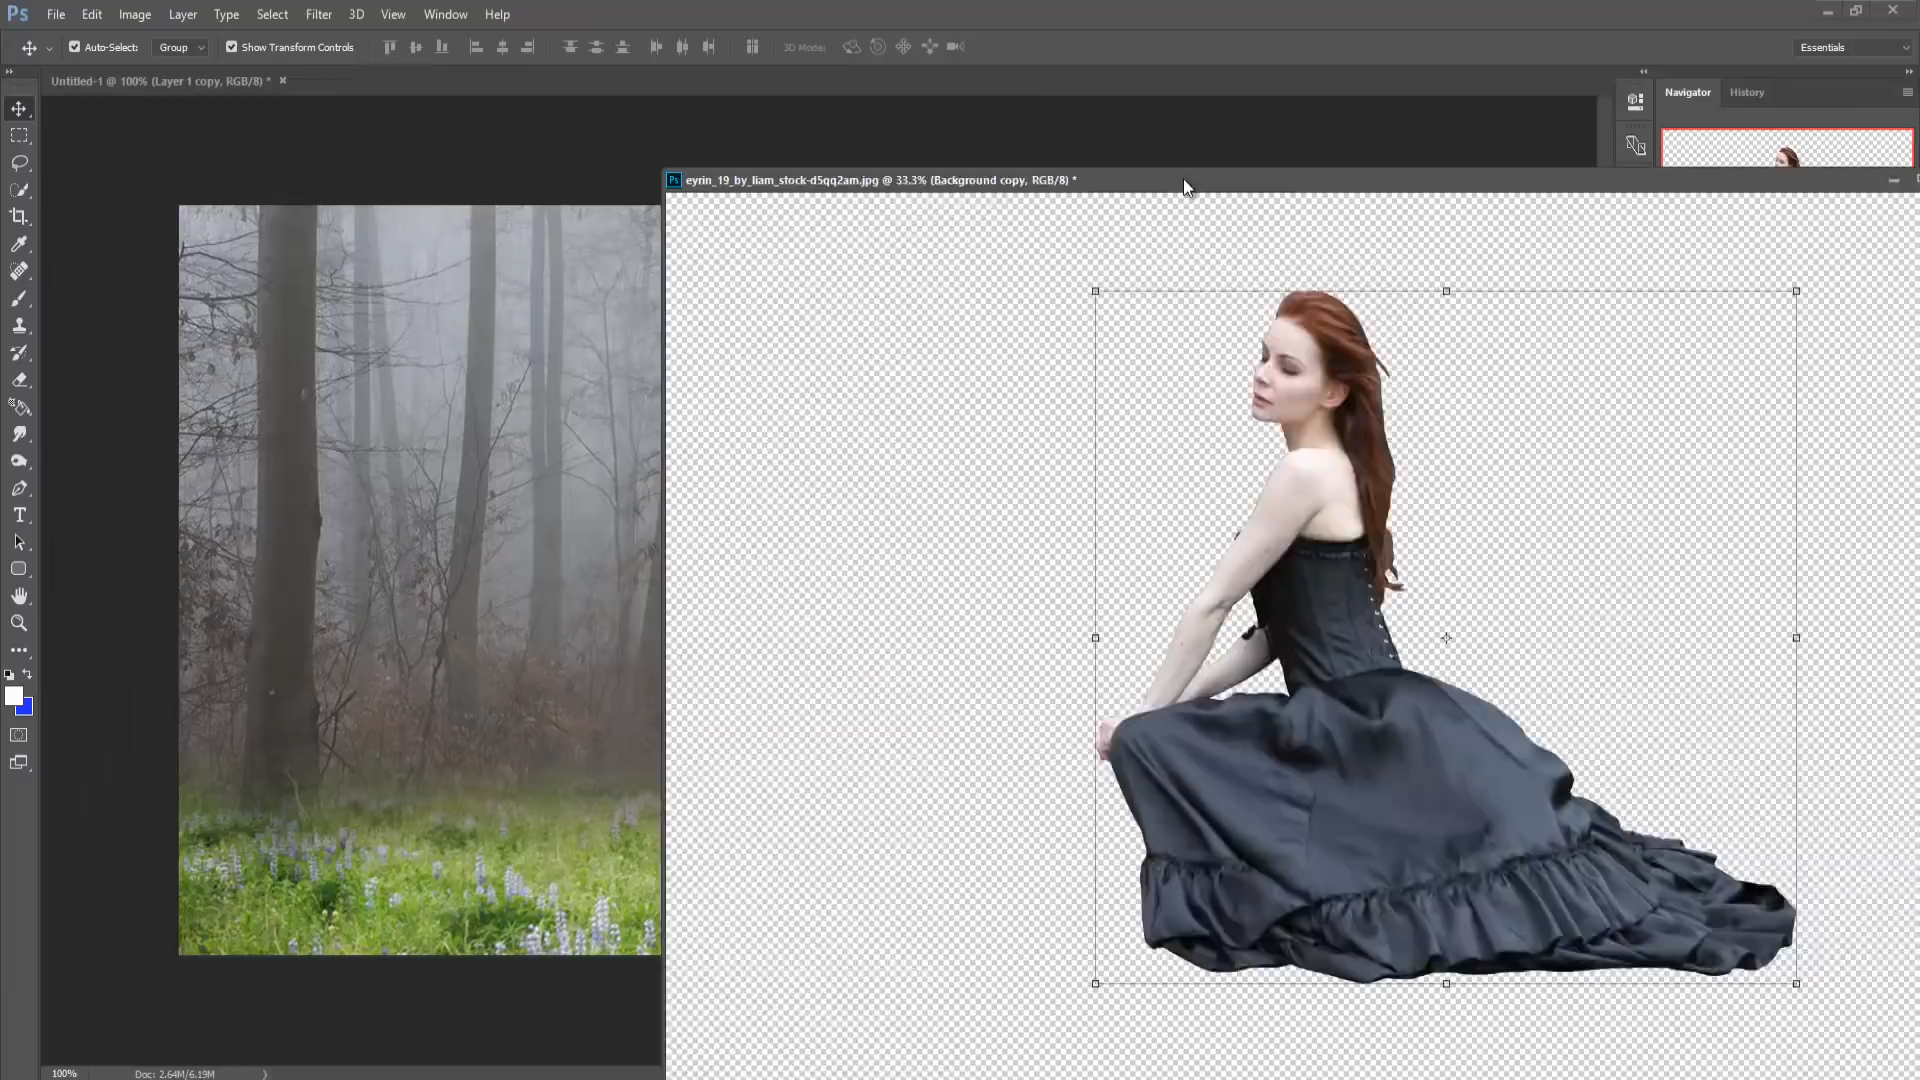 Ps File Edit Image Layer Type Select Filter 3D View Window Help
Auto-Select: Group Show Transform Controls 3D Mode: Essentials
Untitled-1 @ 100% (Layer 1 copy, RGB/8) *
Navigator History
Ps eyrin_19_by_liam_stock-d5qq2am.jpg @ 33.3% (Background copy, RGB/8) *
100% Doc: 2.64M/6.19M